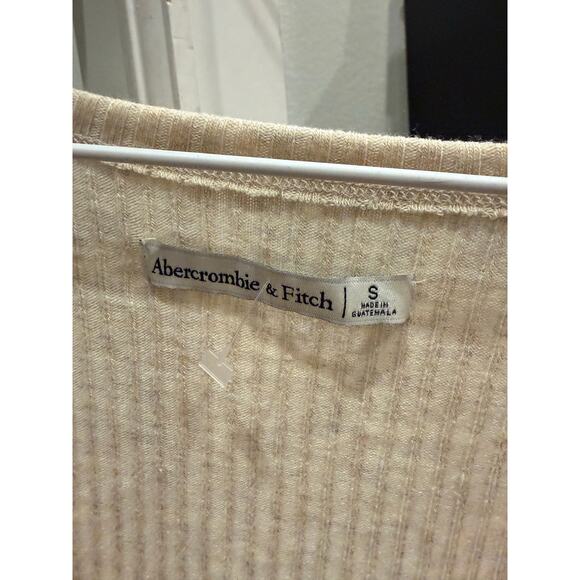 Abercrombie & Fitch
S
MADE IN
GUATEMALA